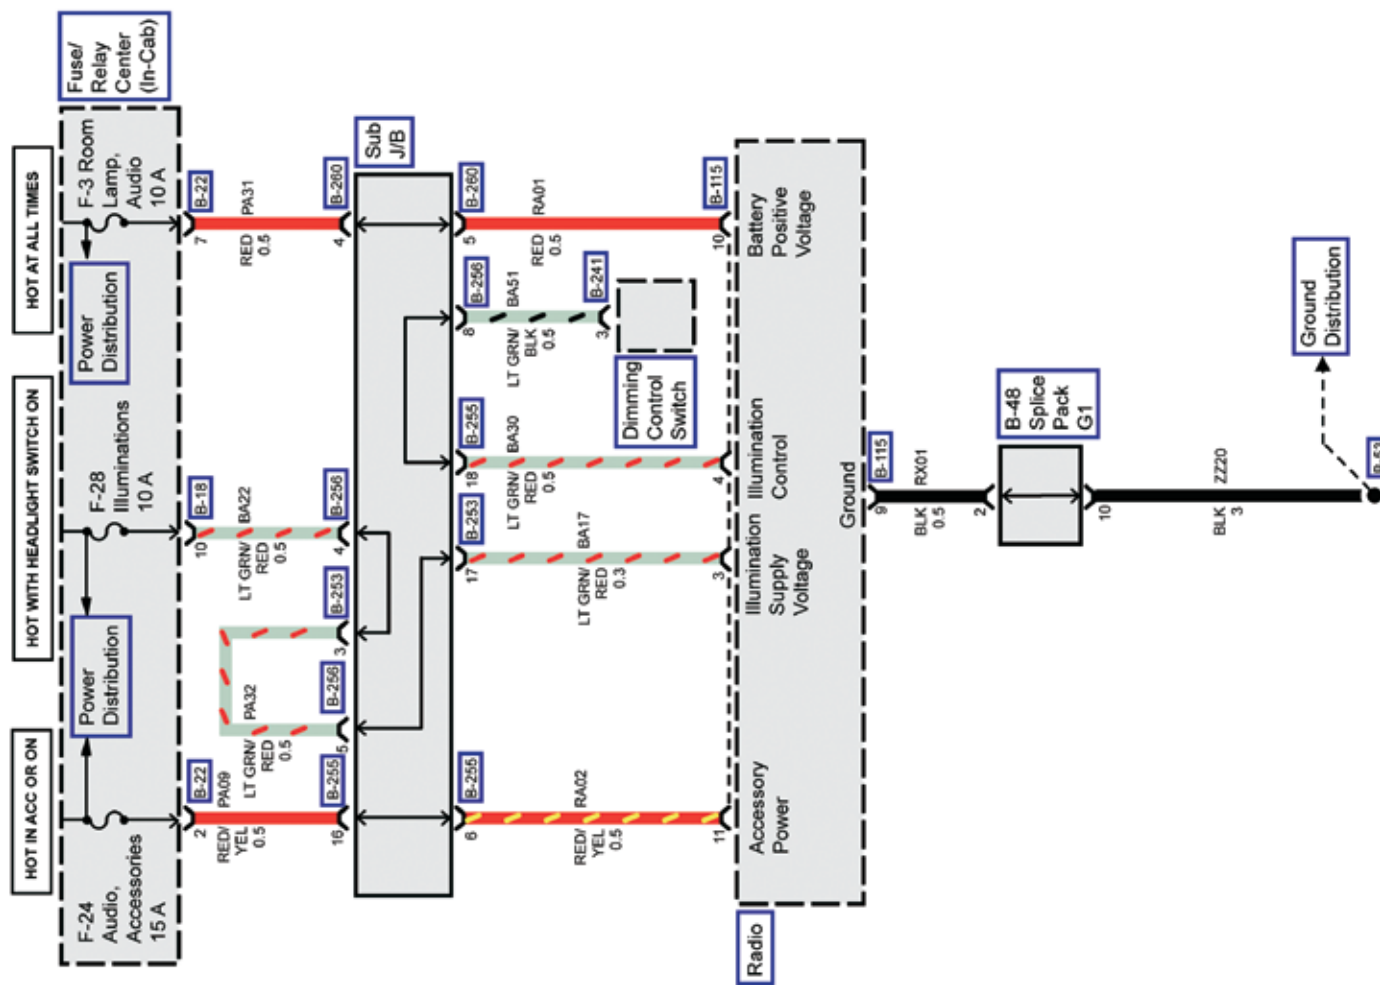 HOT IN ACC OR ON
HOT WITH HEADLIGHT SWITCH ON
HOT AT ALL TIMES
F-24
Audio,
Accessories
15 A
Power
Distribution
F-28
Illuminations
10 A
Power
Distribution
F-3 Room
Lamp,
Audio
10 A
Fuse/
Relay
Center
(In-Cab)
2
B-22
RED/
YEL
0.5
PA09
16
B-255
LT GRN/
RED
0.5
PA32
5
B-256
3
B-253
10
B-18
LT GRN/
RED
0.5
BA22
4
B-256
7
B-22
RED
0.5
PA31
4
B-260
Sub
J/B
6
B-255
RED/
YEL
0.5
RA02
11
17
B-253
LT GRN/
RED
0.3
BA17
3
18
B-255
LT GRN/
RED
0.5
BA30
4
8
B-256
LT GRN/
BLK
0.5
BA51
3
B-241
Dimming
Control
Switch
5
B-260
RED
0.5
RA01
10
B-115
Radio
Accessory
Power
Illumination
Supply
Voltage
Illumination
Control
Battery
Positive
Voltage
Ground
9
B-115
BLK
0.5
RX01
2
B-48
Splice
Pack
G1
10
BLK
3
ZZ20
Ground
Distribution